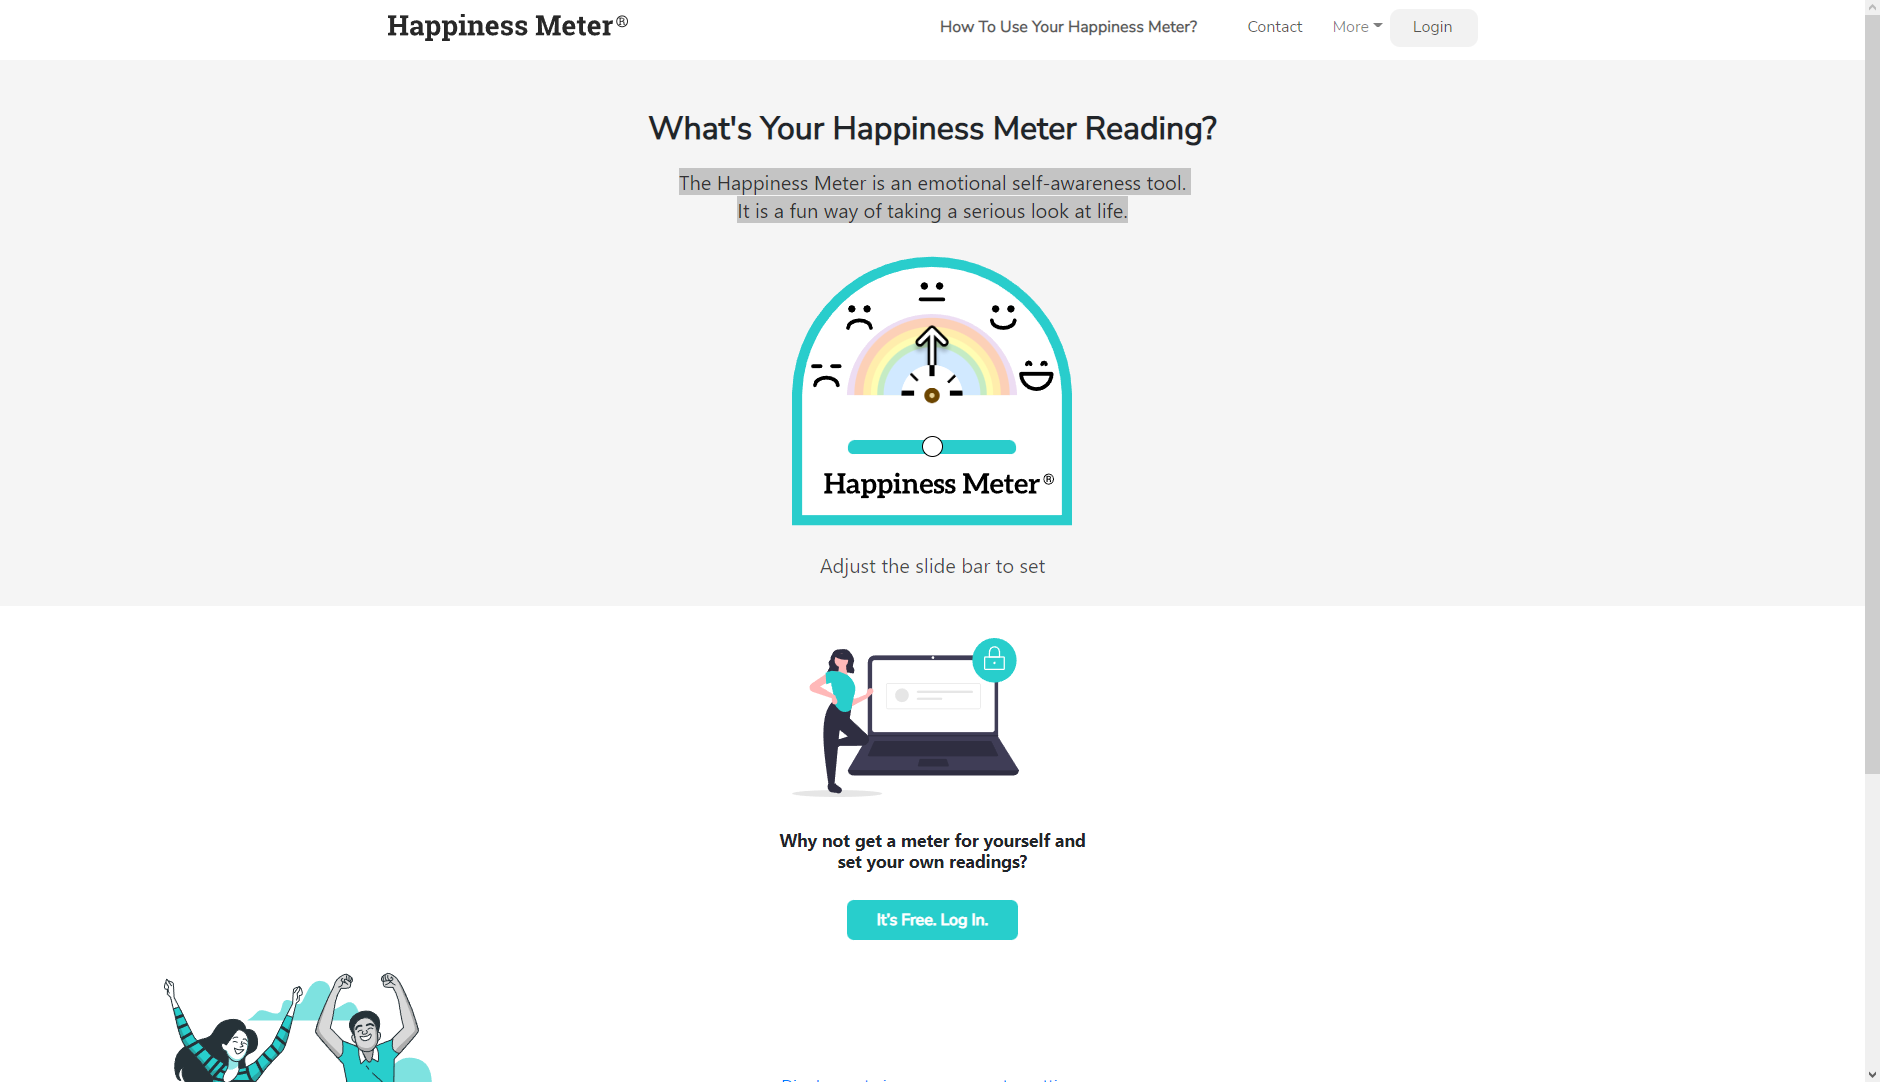 Happiness Meter®
How To Use Your Happiness Meter?
Contact
More
Login
What's Your Happiness Meter Reading?
The Happiness Meter is an emotional self-awareness tool.
It is a fun way of taking a serious look at life.
Happiness Meter®
Adjust the slide bar to set
Why not get a meter for yourself and
set your own readings?
It's Free. Log In.